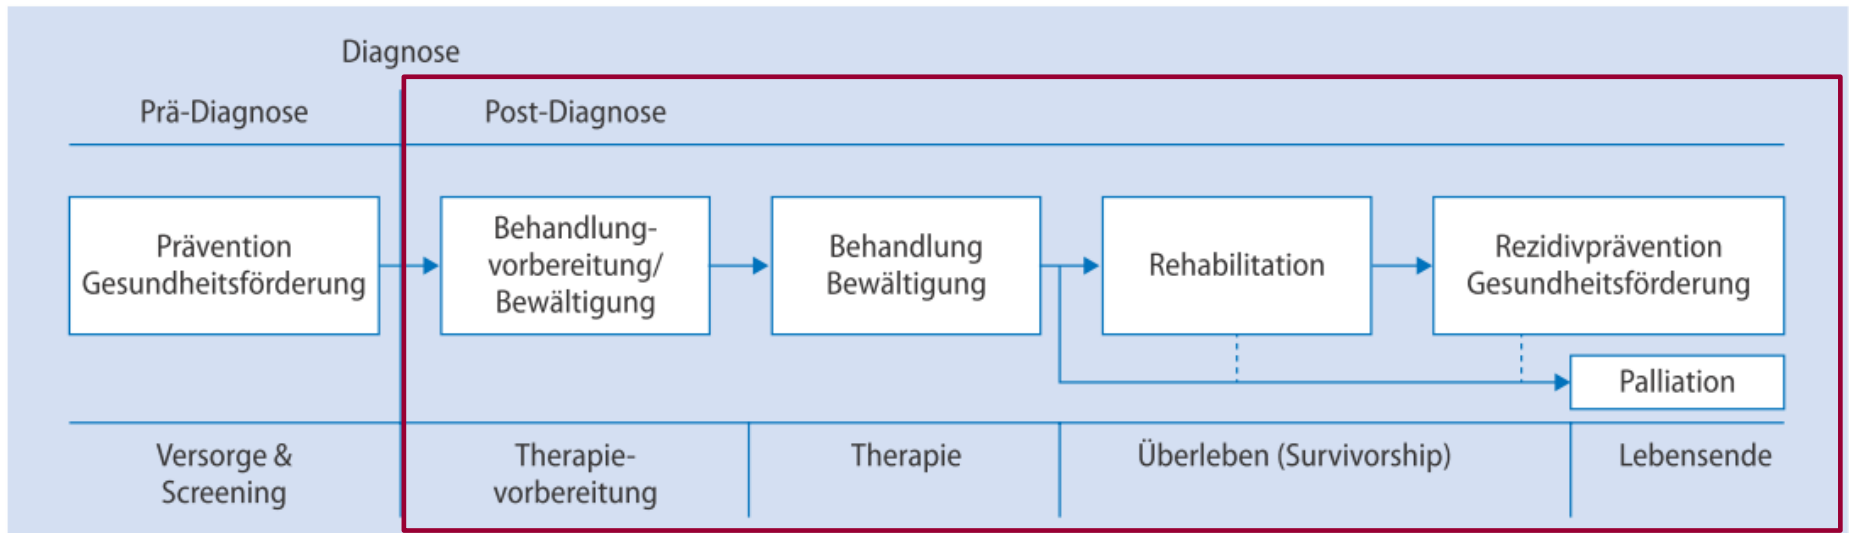 Diagnose
Prä-Diagnose
Post-Diagnose
Prävention
Gesundheitsförderung
Behandlung-
vorbereitung/
Bewältigung
Behandlung
Bewältigung
Rehabilitation
Rezidivprävention
Gesundheitsförderung
Palliation
Versorge &
Screening
Therapie-
vorbereitung
Therapie
Überleben (Survivorship)
Lebensende